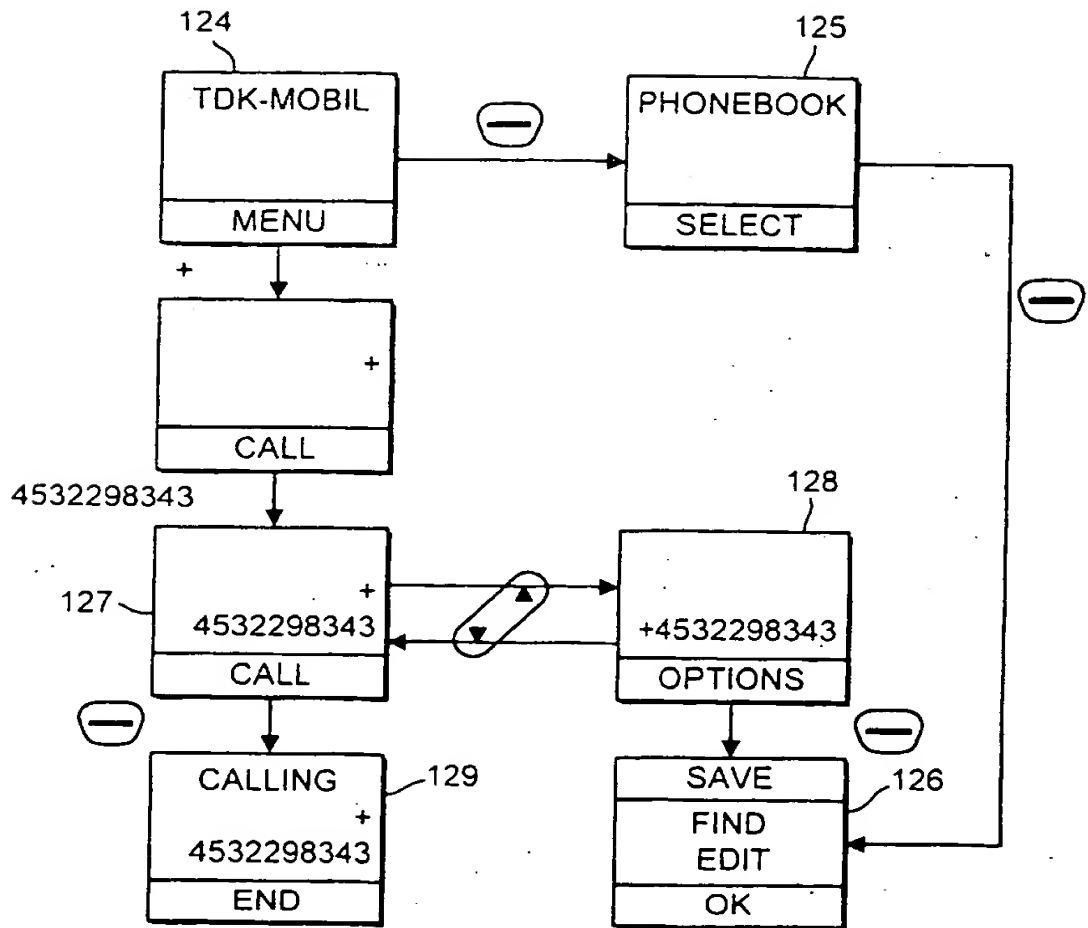 124
TDK-MOBIL
MENU
125
PHONEBOOK
SELECT
+
+
CALL
4532298343
127
+
4532298343
CALL
128
+4532298343
OPTIONS
129
CALLING
+
4532298343
END
126
SAVE
FIND
EDIT
OK